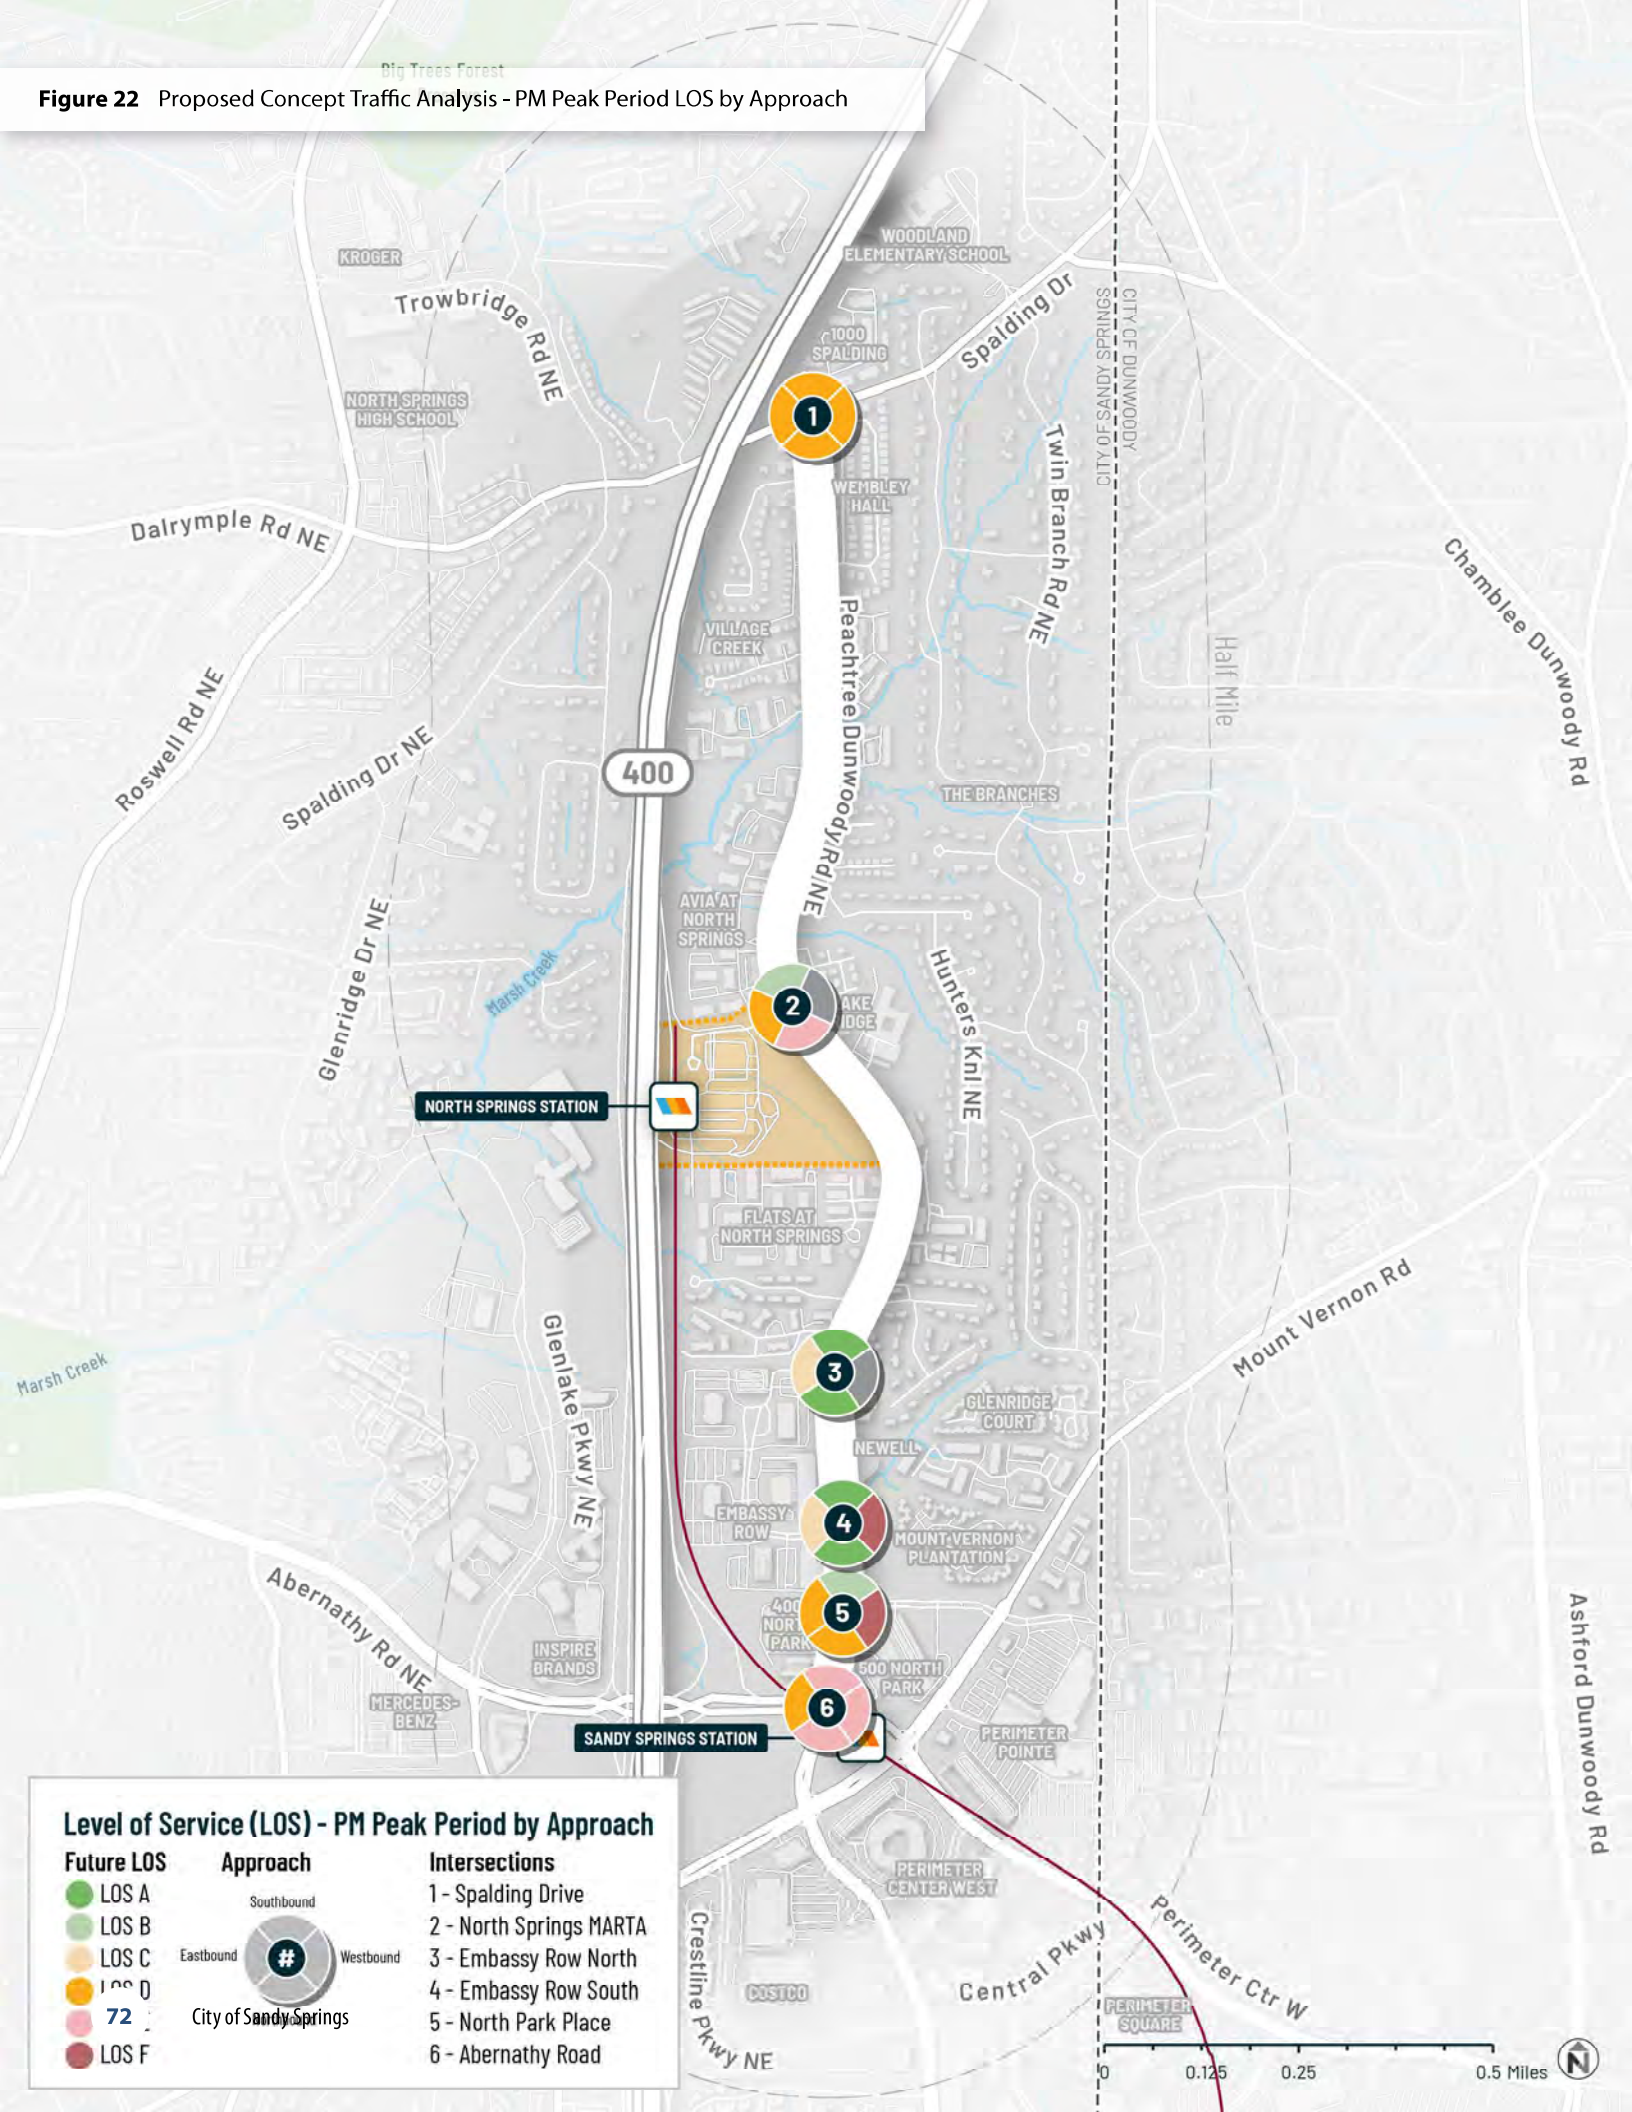 Big Trees Forest
Figure 22 Proposed Concept Traffic Analysis - PM Peak Period LOS by Approach
WOODLAND
ELEMENTARY SCHOOL
KROGER
Trowbridge Rd NE
Spalding Dr
CITY OF SANDY SPRINGS
CITY OF DUNWOODY
1000
SPALDING
NORTH SPRINGS
HIGH SCHOOL
1
WEMBLEY
HALL
Twin Branch Rd NE
Dalrymple Rd NE
Chamblee Dunwoody Rd
VILLAGE
CREEK
Peachtree Dunwoody Rd NE
Half Mile
Roswell Rd NE
Spalding Dr NE
400
THE BRANCHES
AVIA AT
NORTH
SPRINGS
Glenridge Dr NE
Marsh Creek
Hunters Knl NE
2
NORTH SPRINGS STATION
FLATS AT
NORTH SPRINGS
Mount Vernon Rd
Glenlake Pkwy NE
Marsh Creek
3
GLENRIDGE
COURT
NEWELL
EMBASSY
ROW
4
MOUNT VERNON
PLANTATION
Abernathy Rd NE
400
NORTH
PARK
5
Ashford Dunwoody Rd
INSPIRE
BRANDS
500 NORTH
PARK
MERCEDES-
BENZ
6
SANDY SPRINGS STATION
PERIMETER
POINTE
PERIMETER
CENTER WEST
Crestline Pkwy NE
COSTCO
Central Pkwy
Perimeter Ctr W
PERIMETER
SQUARE
Level of Service (LOS) - PM Peak Period by Approach
Future LOS Approach Intersections
LOS A
LOS B
LOS C
D
LOS F
Southbound
Eastbound # Westbound
1 - Spalding Drive
2 - North Springs MARTA
3 - Embassy Row North
4 - Embassy Row South
5 - North Park Place
6 - Abernathy Road
72 City of Sandy Springs
0 0.125 0.25 0.5 Miles
N